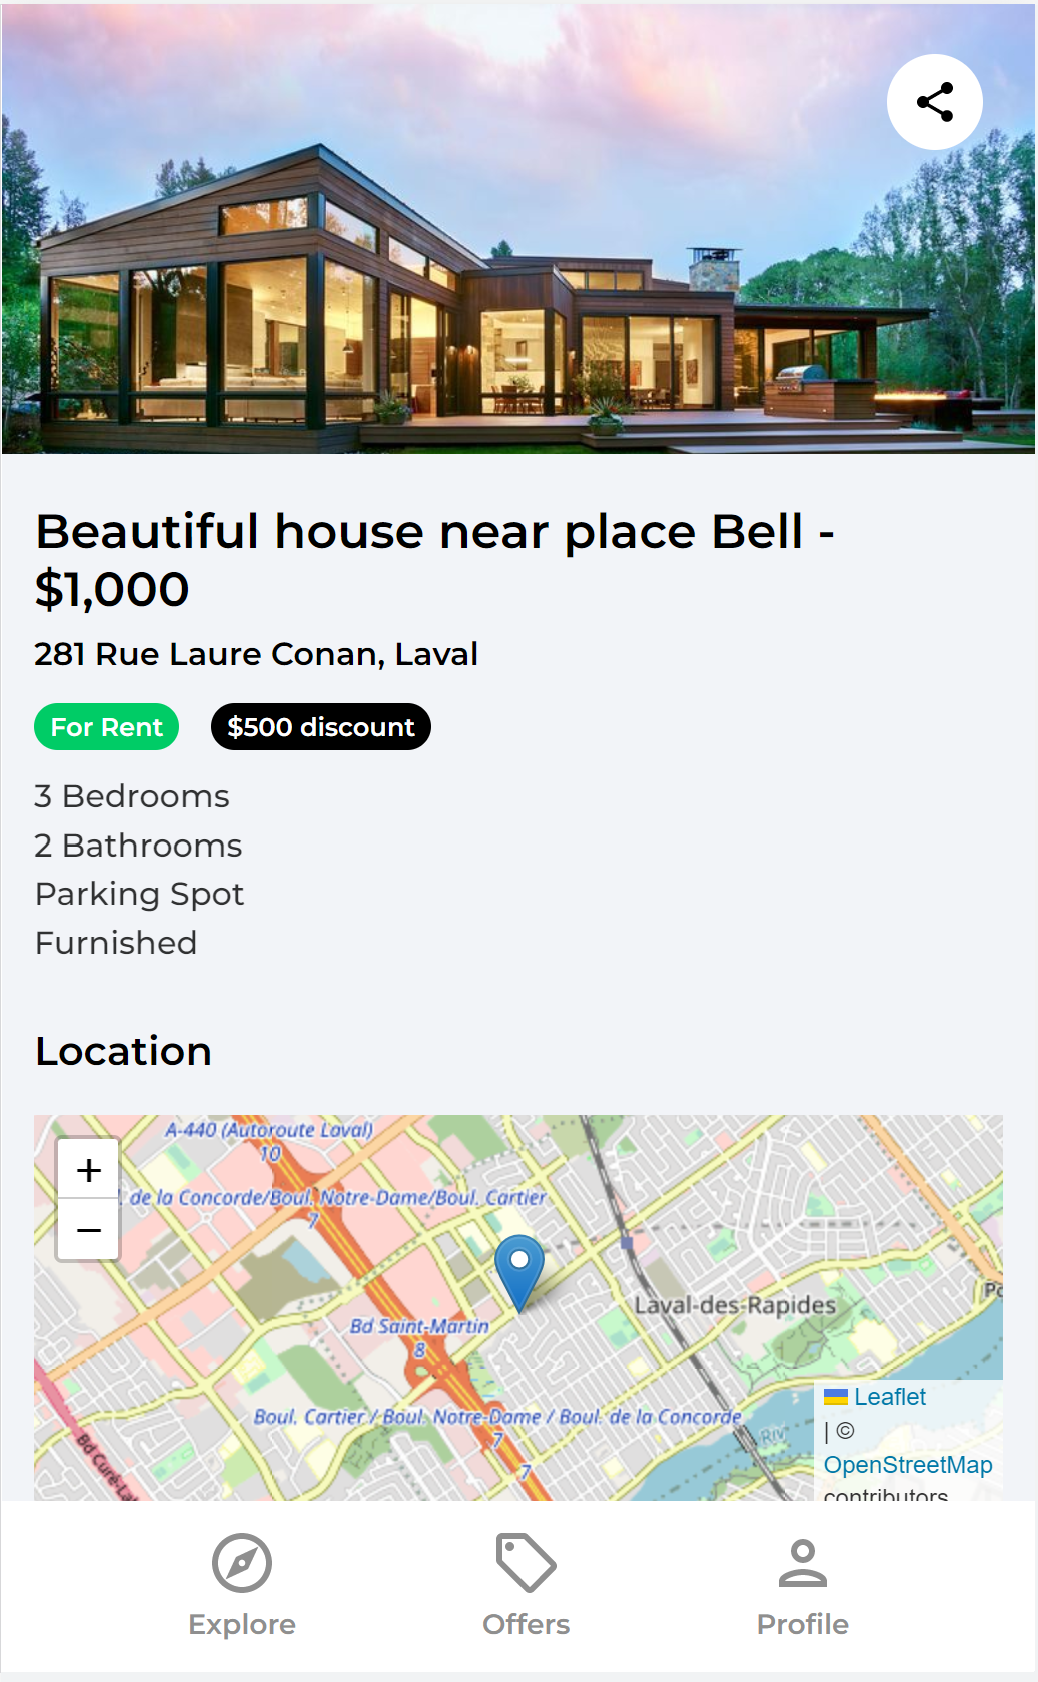 Beautiful house near place Bell -
$1,000
281 Rue Laure Conan, Laval
For Rent
$500 discount
3 Bedrooms
2 Bathrooms
Parking Spot
Furnished
Location
A-440 (Autoroute Laval)
10
. de la Concorde/Boul. Notre-Dame/Boul. Cartier
7
+
−
Laval-des-Rapides
Bd Saint-Martin
8
Boul. Cartier / Boul. Notre-Dame / Boul. de la Concorde
7
7
Riv
Bd Curé-La
Leaflet
| ©
OpenStreetMap
contributors
Explore
Offers
Profile